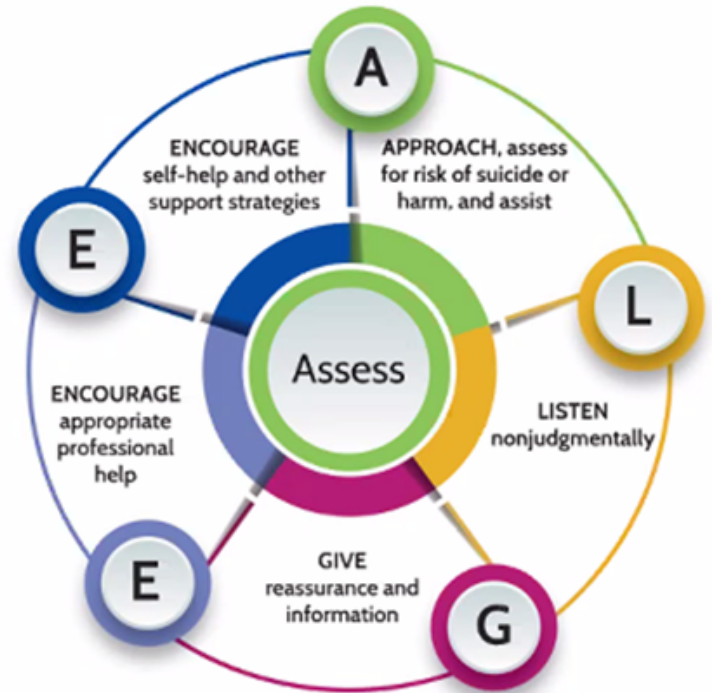 A
APPROACH, assess
for risk of suicide or
harm, and assist
L
LISTEN
nonjudgmentally
G
GIVE
reassurance and
information
E
ENCOURAGE
appropriate
professional
help
E
ENCOURAGE
self-help and other
support strategies
Assess